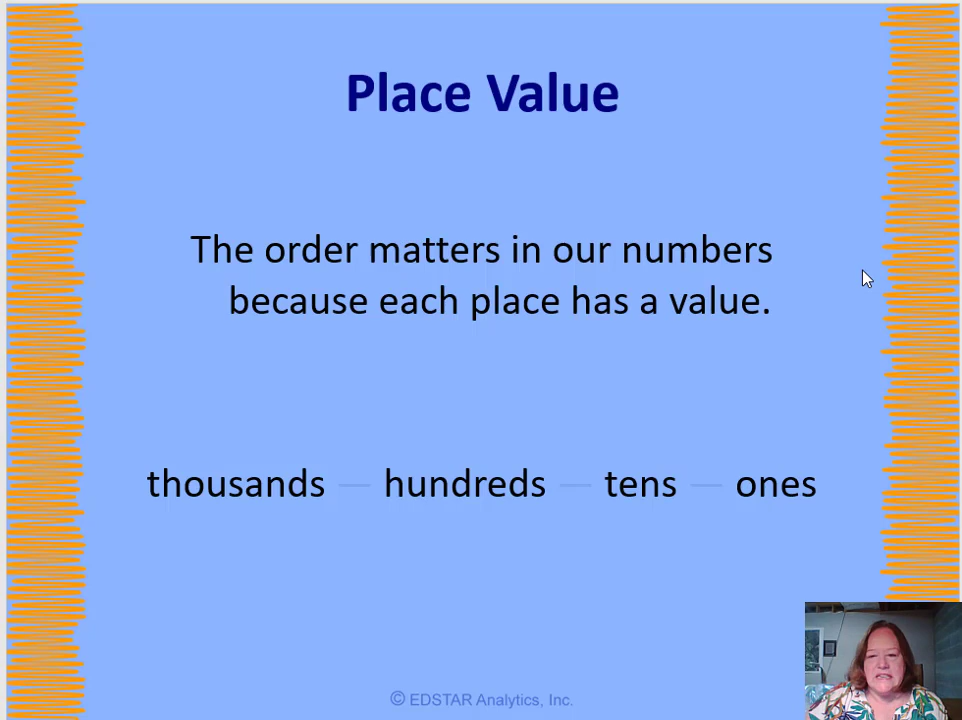 Place Value
The order matters in our numbers
because each place has a value.
thousands — hundreds — tens — ones
© EDSTAR Analytics, Inc.